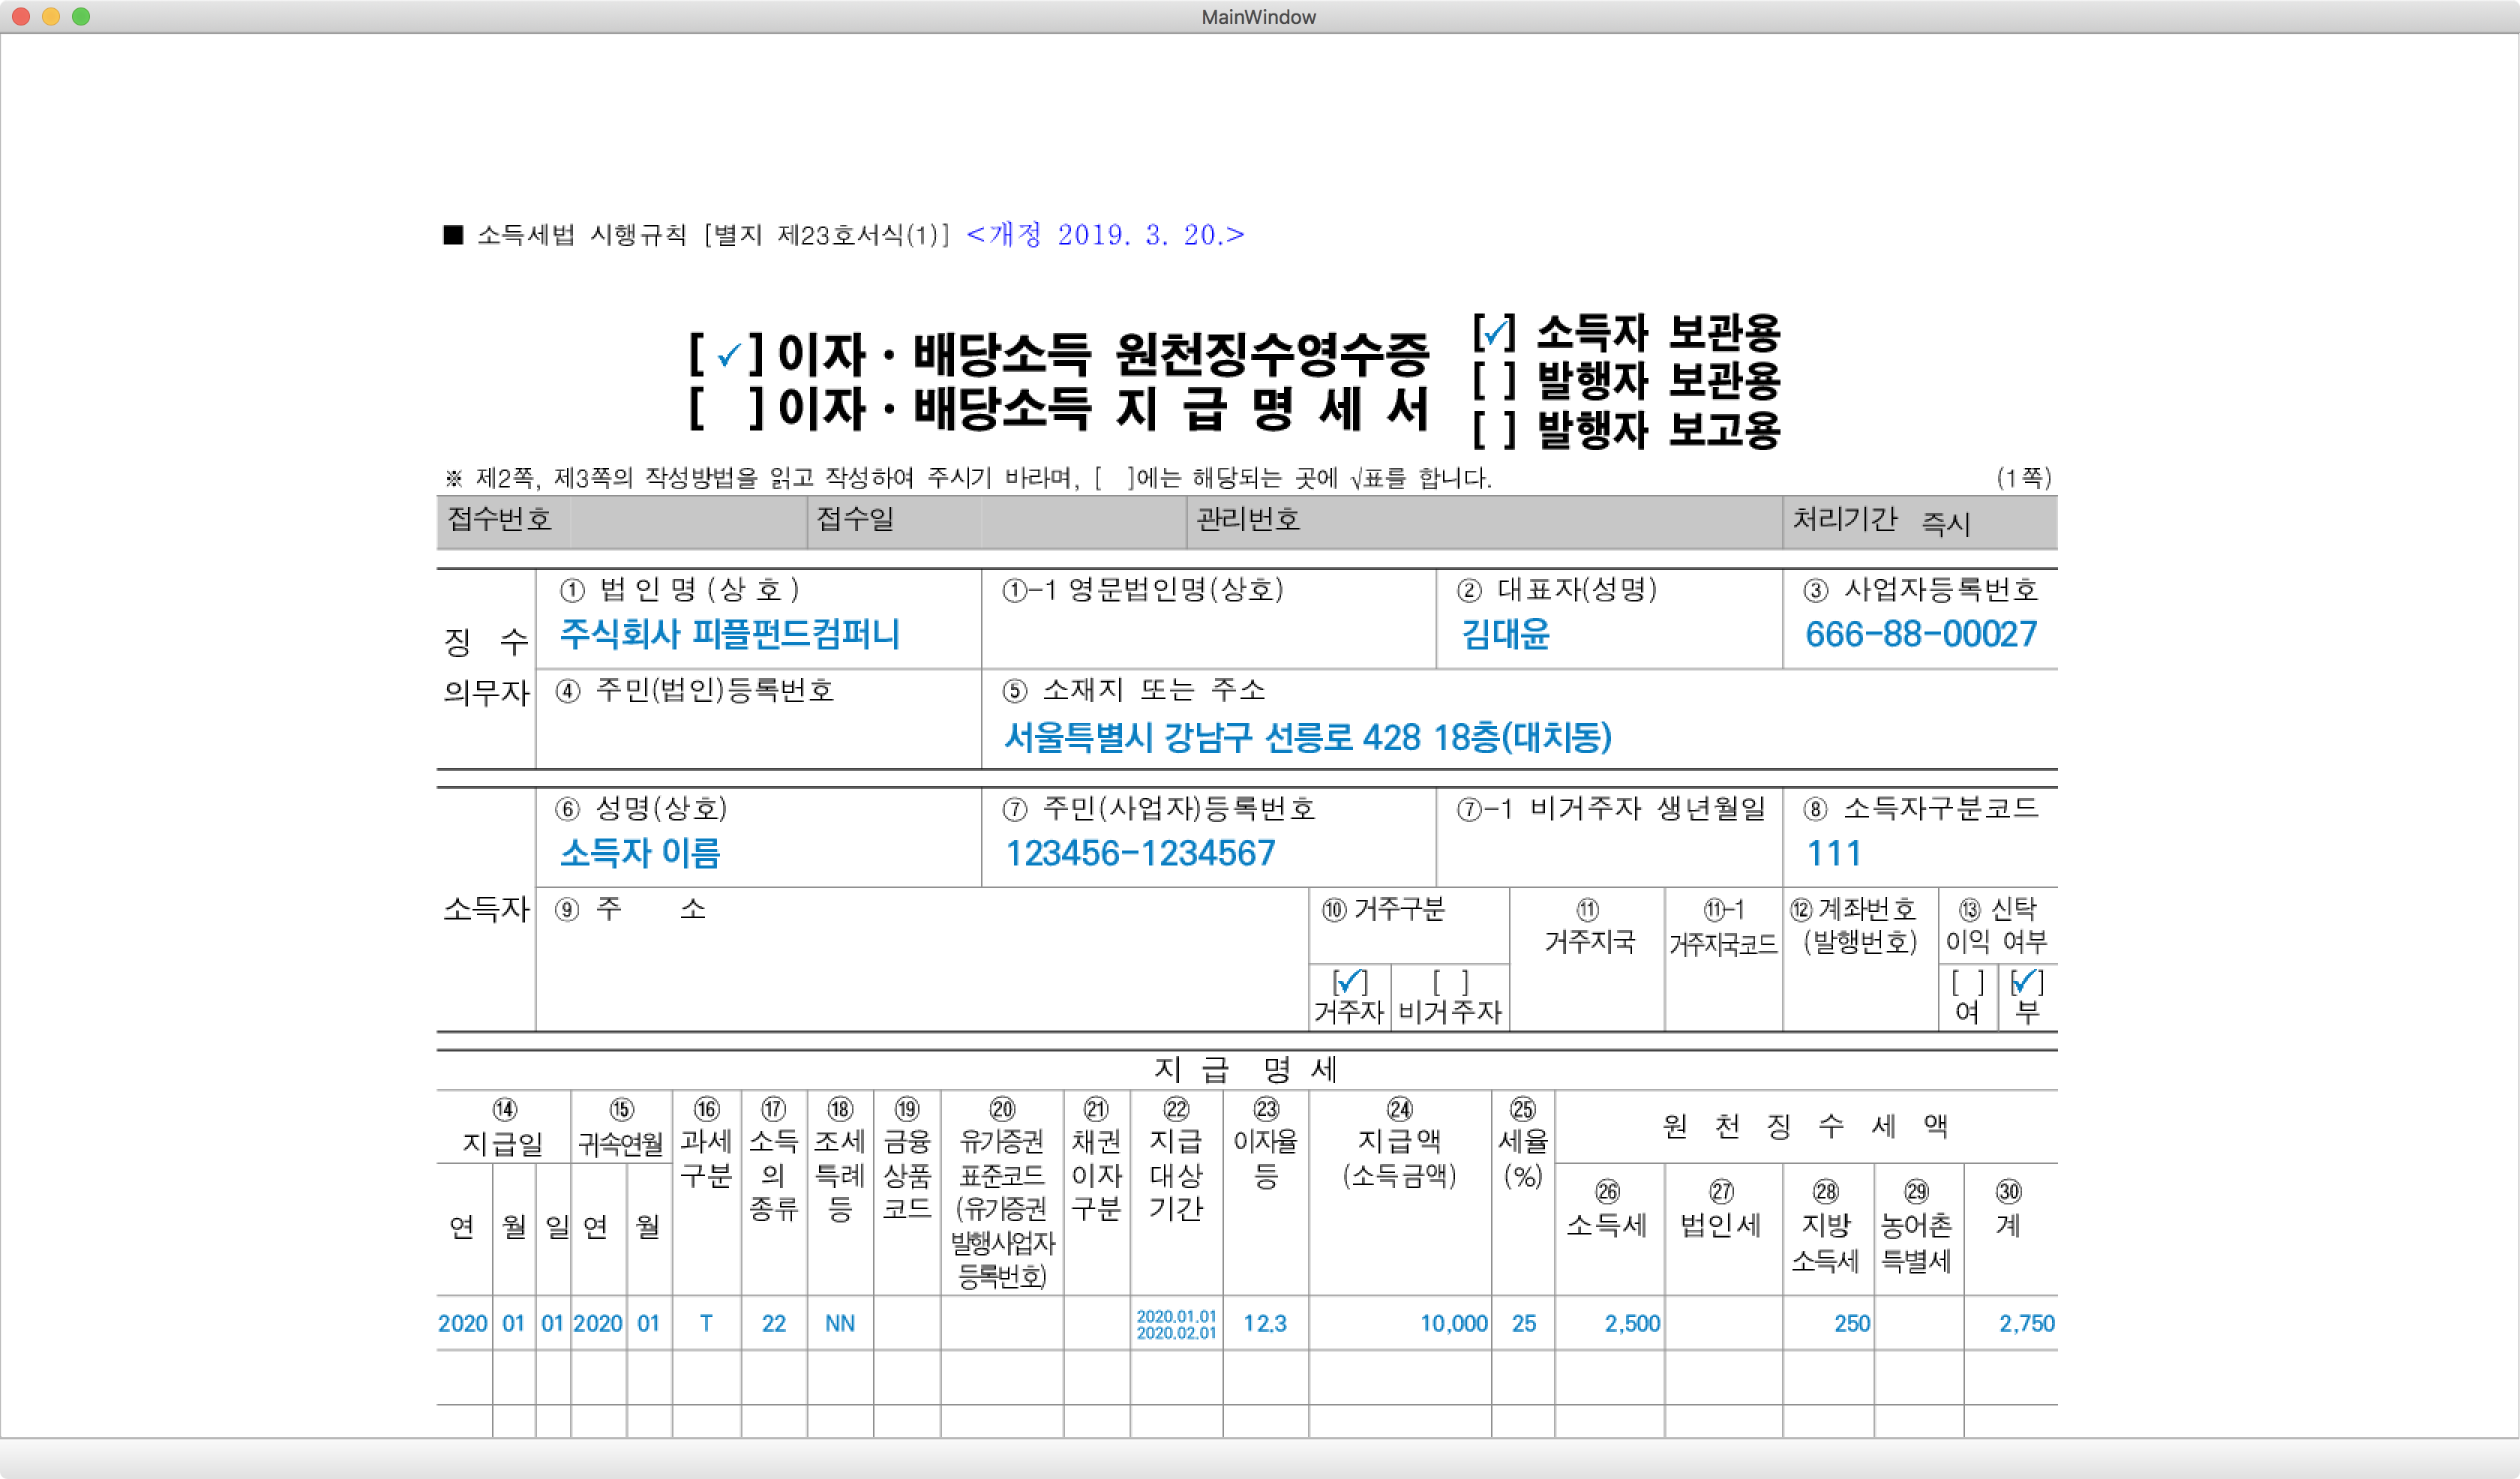 MainWindow
■ 소득세법 시행규칙 [별지 제23호서식(1)] <개정 2019. 3. 20.>
[ ✓ ] 이자 · 배당소득 원천징수영수증
[ ] 이자 · 배당소득 지 급 명 세 서
[✓] 소득자 보관용
[ ] 발행자 보관용
[ ] 발행자 보고용
※ 제2쪽, 제3쪽의 작성방법을 읽고 작성하여 주시기 바라며, [ ]에는 해당되는 곳에 √표를 합니다. (1쪽)
접수번호 접수일 관리번호 처리기간 즉시
징 수
의무자
① 법 인 명 ( 상 호 )
주식회사 피플펀드컴퍼니
①-1 영문법인명(상호)
② 대표자(성명)
김대윤
③ 사업자등록번호
666-88-00027
④ 주민(법인)등록번호
⑤ 소재지 또는 주소
서울특별시 강남구 선릉로 428 18층(대치동)
소득자
⑥ 성명(상호)
소득자 이름
⑦ 주민(사업자)등록번호
123456-1234567
⑦-1 비거주자 생년월일
⑧ 소득자구분코드
111
⑨ 주 소
⑩ 거주구분
[✓]
거주자
[ ]
비거주자
⑪
거주지국
⑪-1
거주지국코드
⑫ 계좌번호
(발행번호)
⑬ 신탁
이익 여부
[ ]
여
[✓]
부
지 급 명 세
⑭
지급일
연 월 일
⑮
귀속연월
연 월
⑯
과세
구분
⑰
소득
의
종류
⑱
조세
특례
등
⑲
금융
상품
코드
⑳
유가증권
표준코드
(유가증권
발행사업자
등록번호)
㉑
채권
이자
구분
㉒
지급
대상
기간
㉓
이자율
등
㉔
지급액
(소득금액)
㉕
세율
(%)
원 천 징 수 세 액
㉖
소득세
㉗
법인세
㉘
지방
소득세
㉙
농어촌
특별세
㉚
계
2020 01 01 2020 01 T 22 NN 2020.01.01
2020.02.01
12.3 10,000 25 2,500 250 2,750